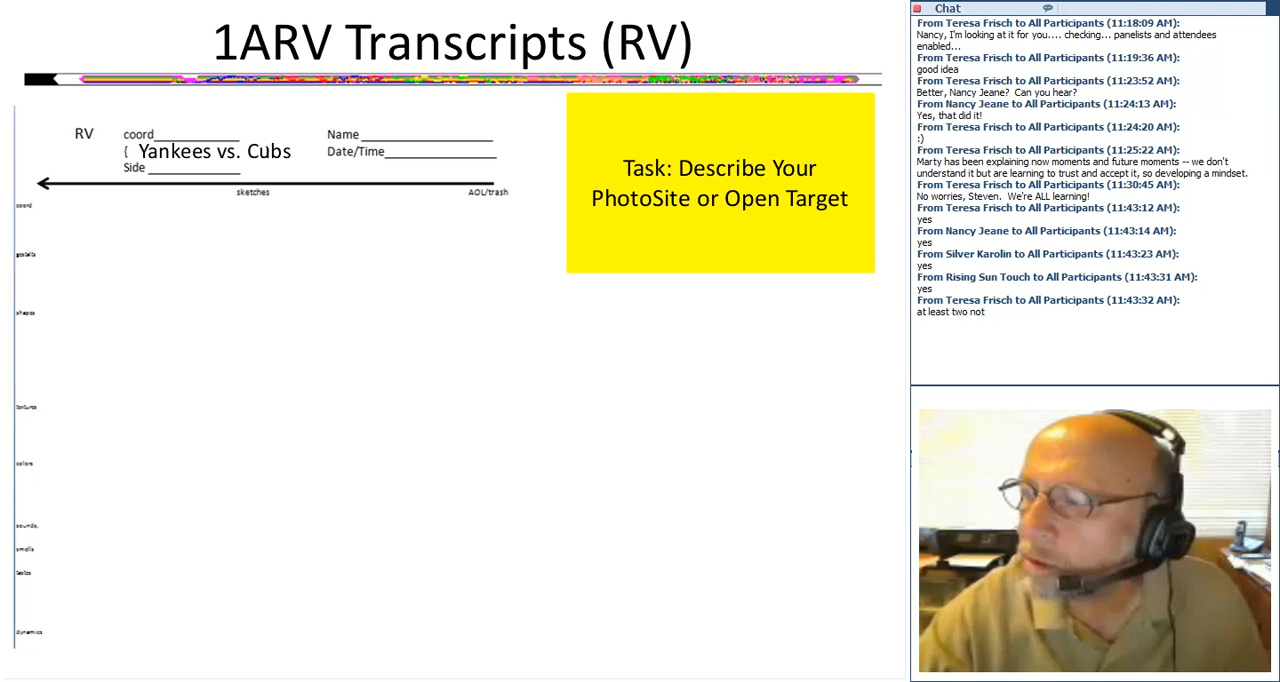 1ARV Transcripts (RV)
RV
coord
Name
{ Yankees vs. Cubs
Date/Time
Side
sketches
AOL/trash
coord
gestalts
shapes
textures
colors
sounds,
smells
tastes
dynamics
Task: Describe Your
PhotoSite or Open Target
Chat
From Teresa Frisch to All Participants (11:18:09 AM):
Nancy, I'm looking at it for you.... checking... panelists and attendees
enabled...
From Teresa Frisch to All Participants (11:19:36 AM):
good idea
From Teresa Frisch to All Participants (11:23:52 AM):
Better, Nancy Jeane?  Can you hear?
From Nancy Jeane to All Participants (11:24:13 AM):
Yes, that did it!
From Teresa Frisch to All Participants (11:24:20 AM):
:)
From Teresa Frisch to All Participants (11:25:22 AM):
Marty has been explaining now moments and future moments -- we don't
understand it but are learning to trust and accept it, so developing a mindset.
From Teresa Frisch to All Participants (11:30:45 AM):
No worries, Steven.  We're ALL learning!
From Teresa Frisch to All Participants (11:43:12 AM):
yes
From Nancy Jeane to All Participants (11:43:14 AM):
yes
From Silver Karolin to All Participants (11:43:23 AM):
yes
From Rising Sun Touch to All Participants (11:43:31 AM):
yes
From Teresa Frisch to All Participants (11:43:32 AM):
at least two not